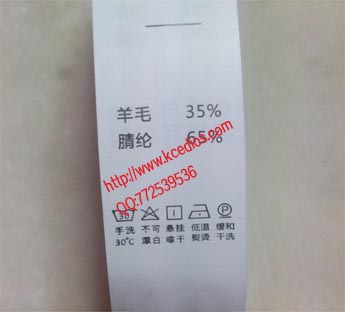 羊毛 35%
腈纶 65%
http://www.kcedios.com
QQ:772539536
手洗 不可 悬挂 低温 缓和
30℃ 漂白 晾干 熨烫 干洗